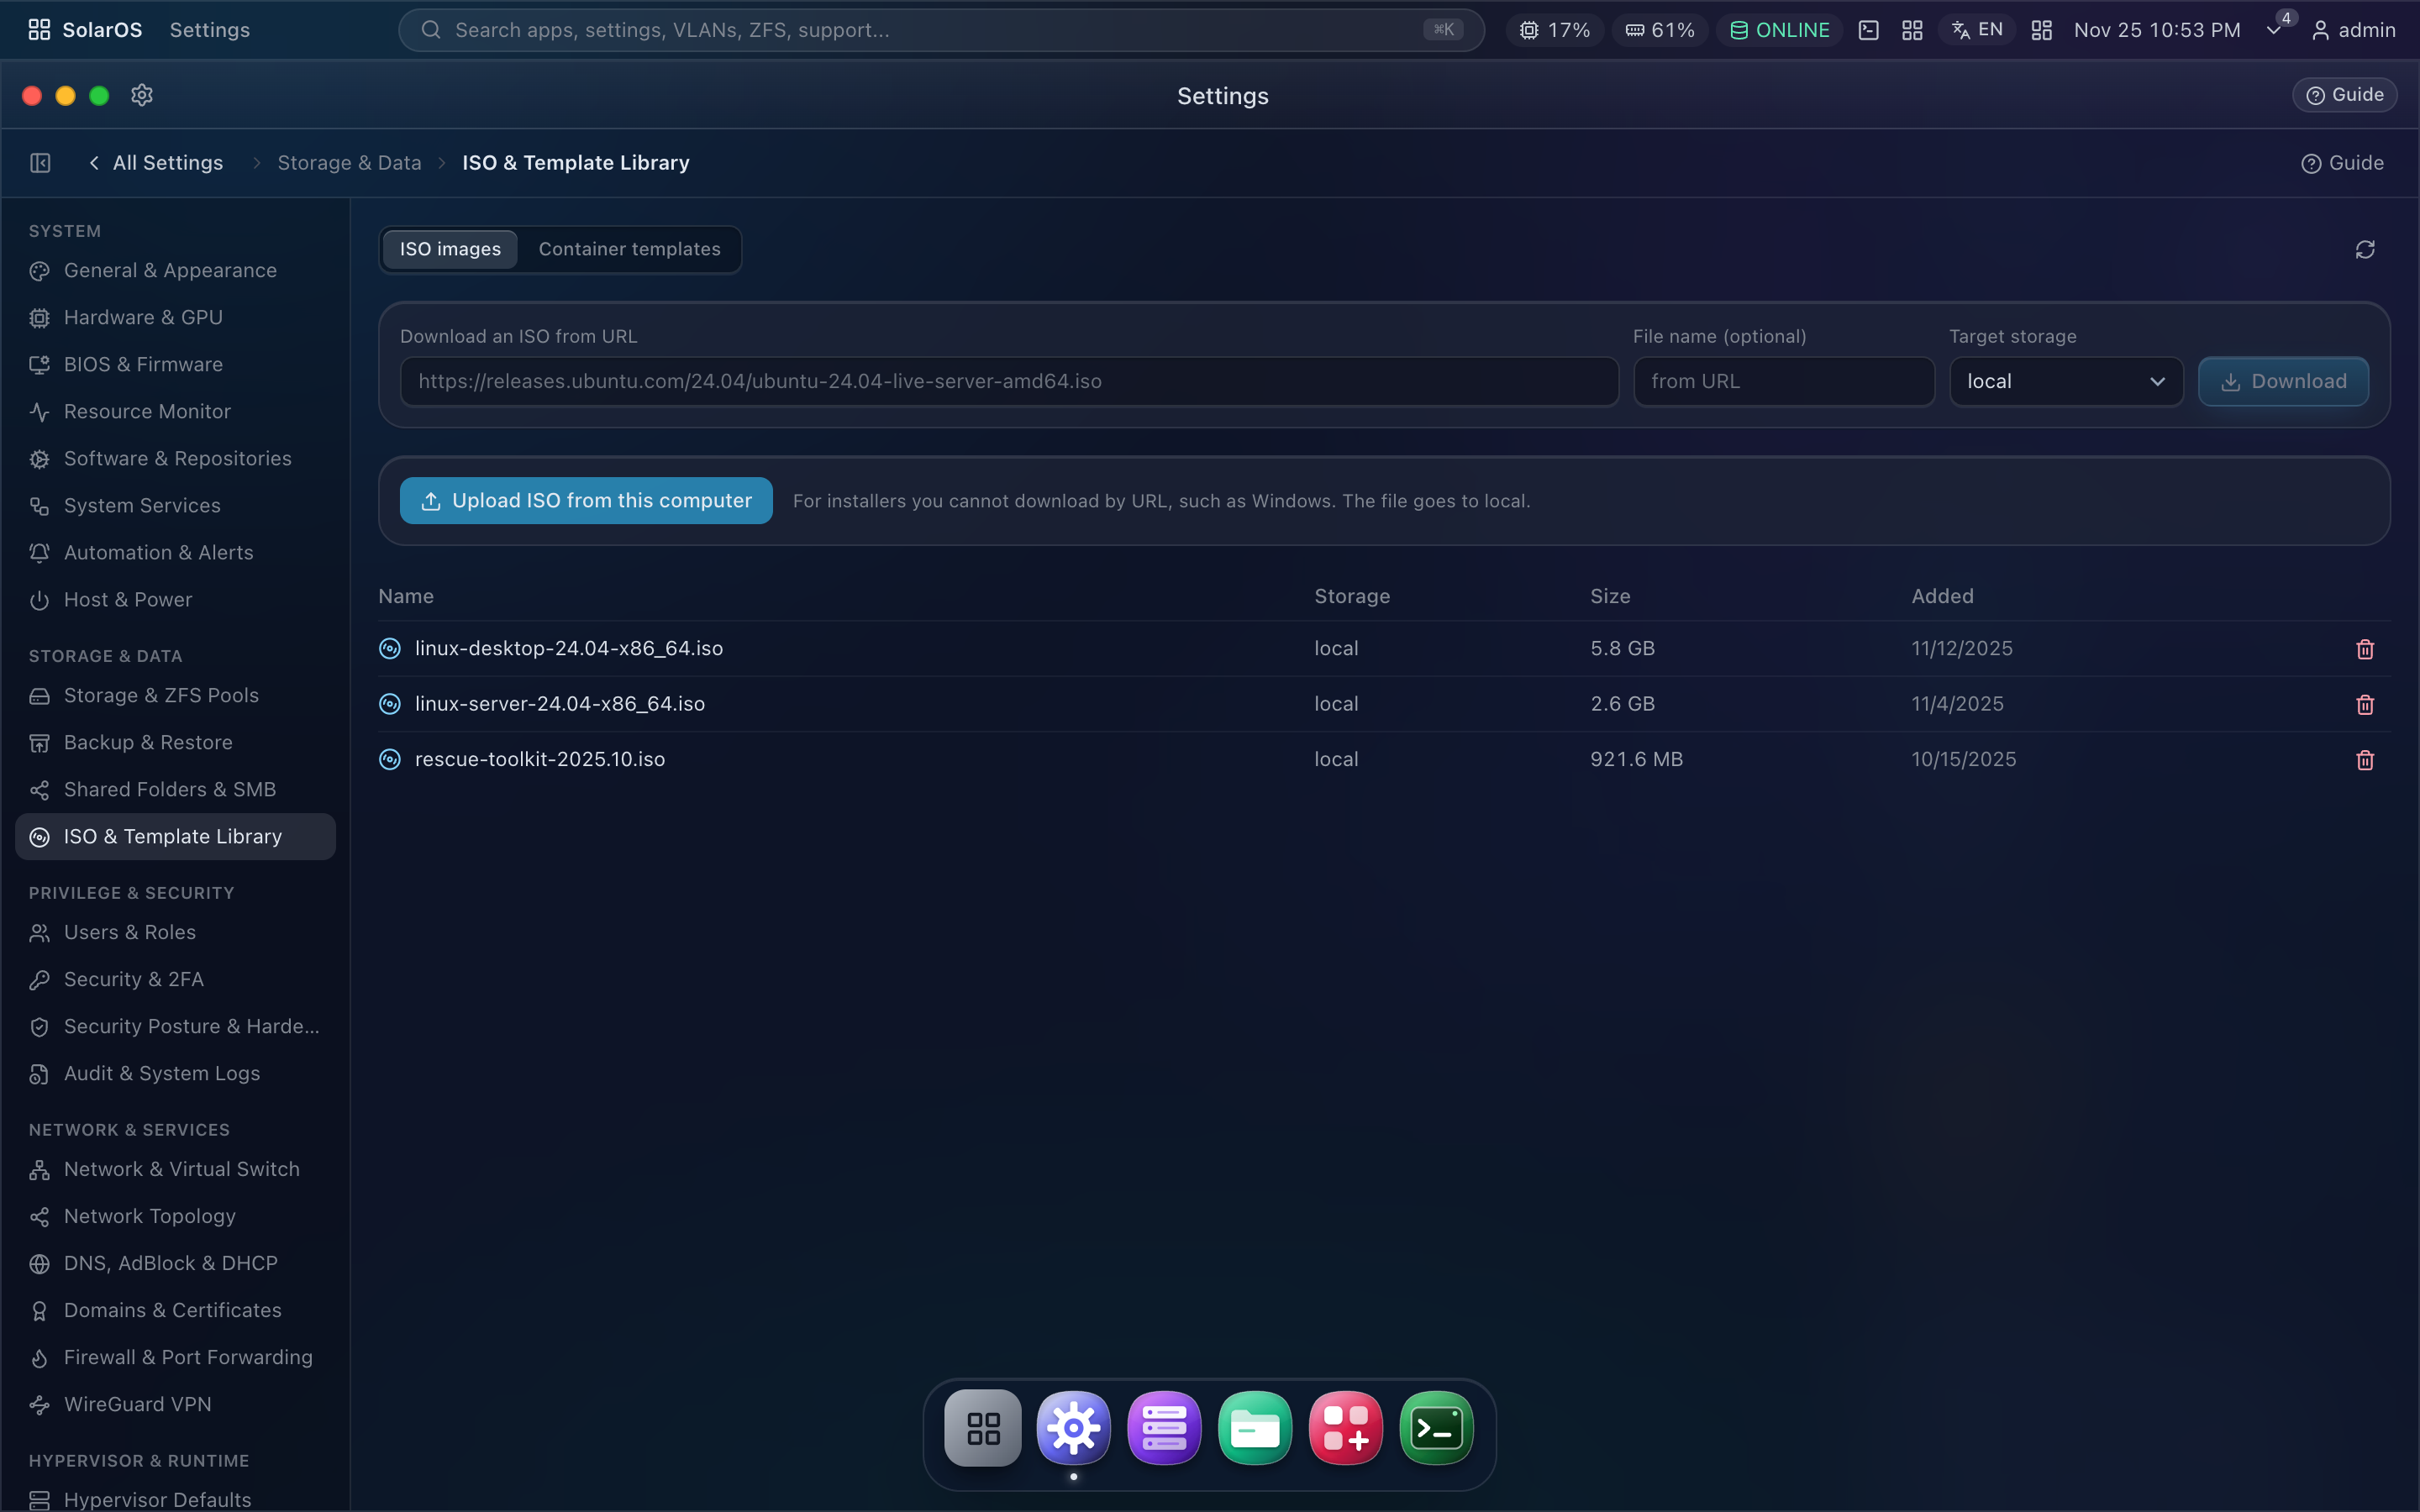 SolarOS Settings Search apps, settings, VLANs, ZFS, support... ⌘K 17% 61% ONLINE EN Nov 25 10:53 PM 4 admin
Settings Guide
All Settings Storage & Data ISO & Template Library Guide
SYSTEM
General & Appearance
Hardware & GPU
BIOS & Firmware
Resource Monitor
Software & Repositories
System Services
Automation & Alerts
Host & Power
STORAGE & DATA
Storage & ZFS Pools
Backup & Restore
Shared Folders & SMB
ISO & Template Library
PRIVILEGE & SECURITY
Users & Roles
Security & 2FA
Security Posture & Harde...
Audit & System Logs
NETWORK & SERVICES
Network & Virtual Switch
Network Topology
DNS, AdBlock & DHCP
Domains & Certificates
Firewall & Port Forwarding
WireGuard VPN
HYPERVISOR & RUNTIME
Hypervisor Defaults
ISO images Container templates
Download an ISO from URL File name (optional) Target storage
https://releases.ubuntu.com/24.04/ubuntu-24.04-live-server-amd64.iso from URL local Download
Upload ISO from this computer For installers you cannot download by URL, such as Windows. The file goes to local.
Name Storage Size Added
linux-desktop-24.04-x86_64.iso local 5.8 GB 11/12/2025
linux-server-24.04-x86_64.iso local 2.6 GB 11/4/2025
rescue-toolkit-2025.10.iso local 921.6 MB 10/15/2025